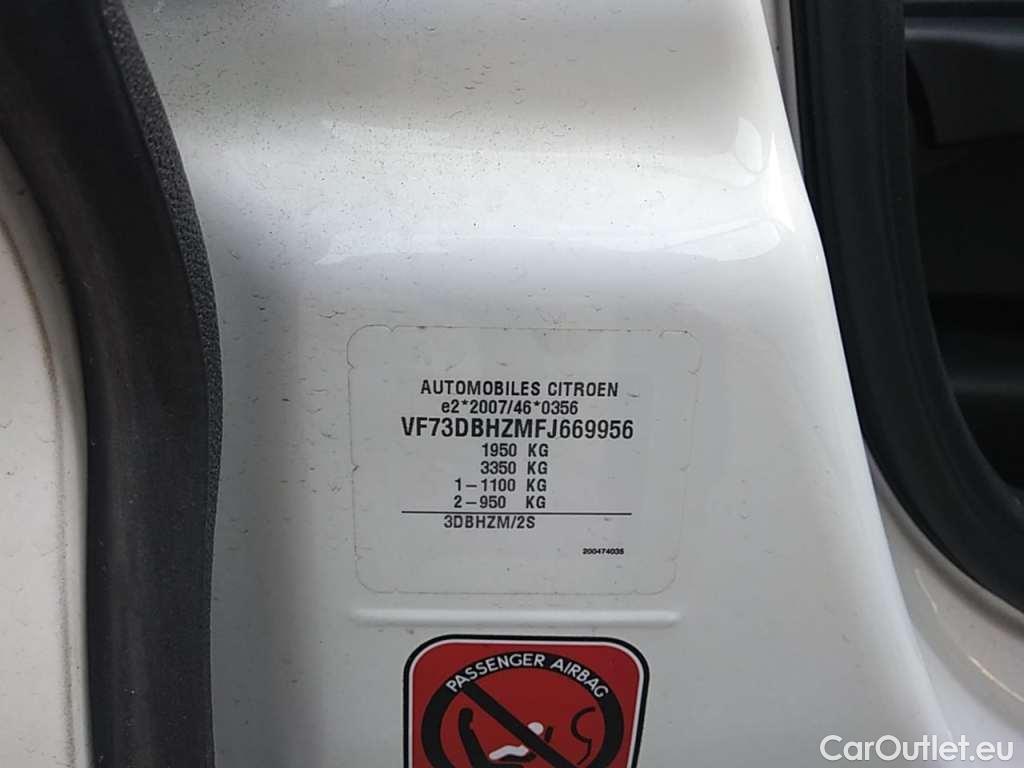 AUTOMOBILES CITROEN
e2*2007/46*0356
VF73DBHZMFJ669956
1950 KG
3350 KG
1-1100 KG
2-950 KG
3DBHZM/2S
200474035
PASSENGER AIRBAG
CarOutlet.eu